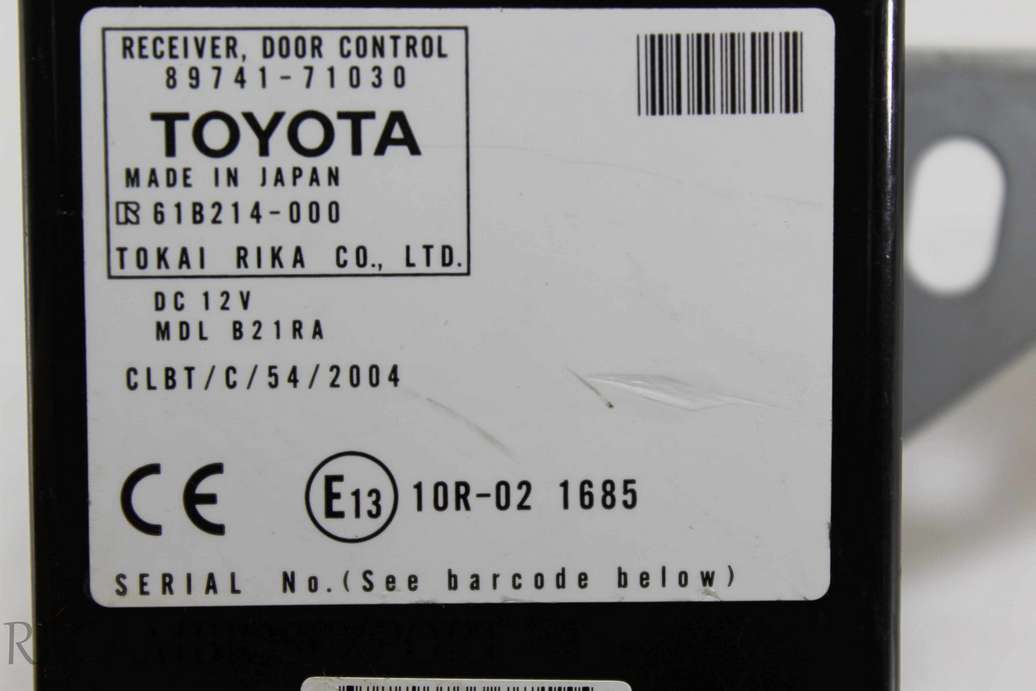 RECEIVER, DOOR CONTROL
89741-71030
TOYOTA
MADE IN JAPAN
61B214-000
TOKAI RIKA CO., LTD.
DC 12V
MDL B21RA
CLBT/C/54/2004
CE E13 10R-02 1685
SERIAL No.(See barcode below)